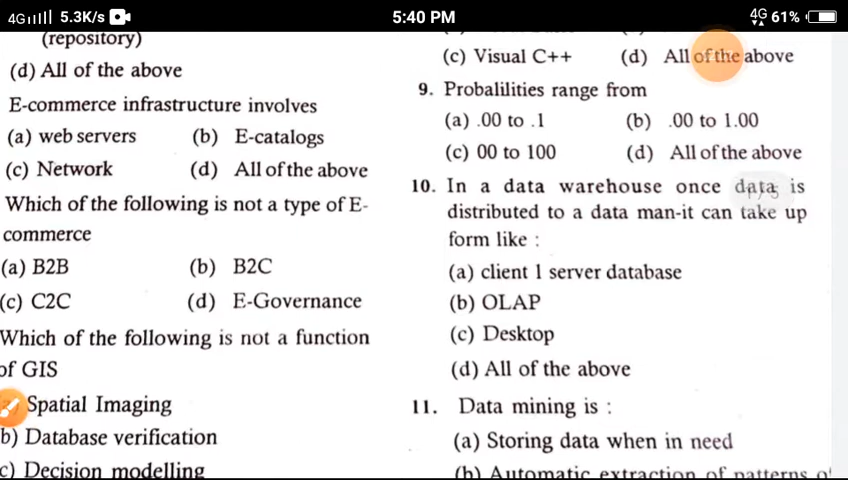 4G 5.3K/s
5:40 PM
4G 61%
(repository)
(d) All of the above
E-commerce infrastructure involves
(a) web servers (b) E-catalogs
(c) Network (d) All of the above
Which of the following is not a type of E-
commerce
(a) B2B (b) B2C
(c) C2C (d) E-Governance
Which of the following is not a function
of GIS
Spatial Imaging
b) Database verification
c) Decision modelling
(c) Visual C++ (d) All of the above
9. Probalilities range from
(a) .00 to .1 (b) .00 to 1.00
(c) 00 to 100 (d) All of the above
10. In a data warehouse once data is
distributed to a data man-it can take up
form like :
(a) client 1 server database
(b) OLAP
(c) Desktop
(d) All of the above
11. Data mining is :
(a) Storing data when in need
(b) Automatic extraction of patterns